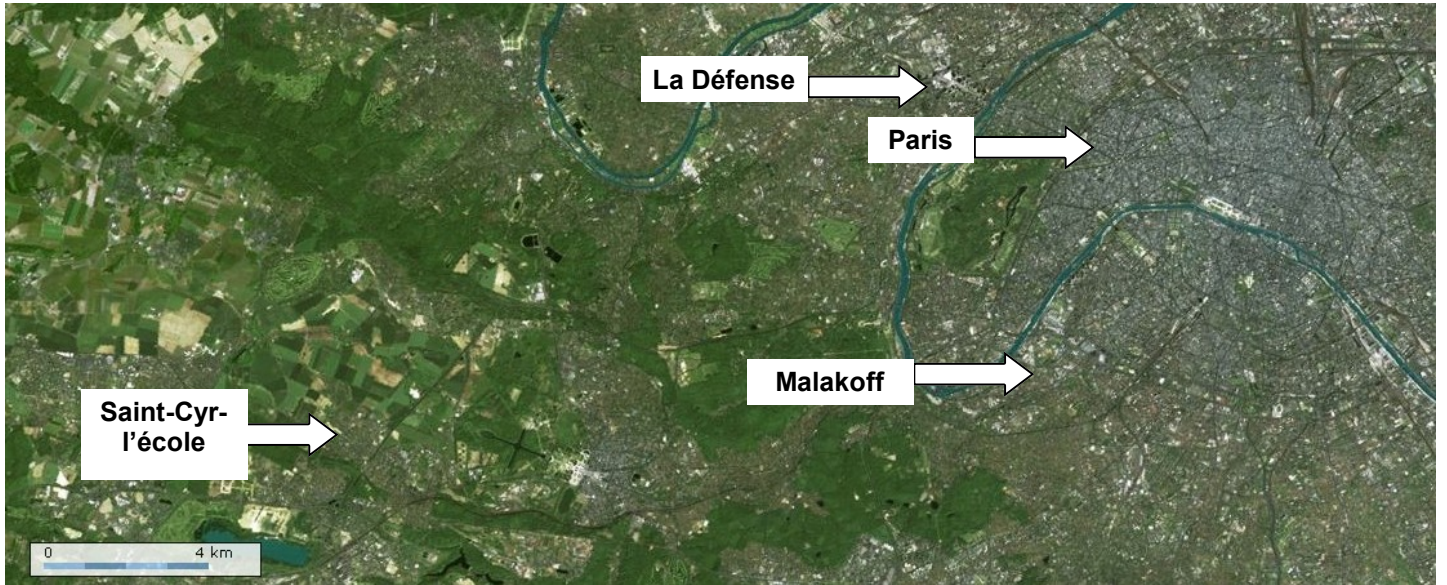 La Défense
Paris
Malakoff
Saint-Cyr-
l'école
0 4 km